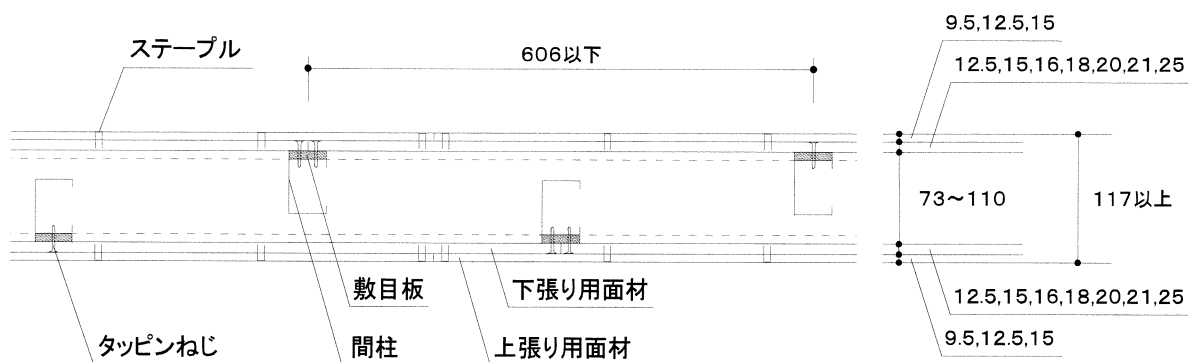 ステープル
606以下
9.5,12.5,15
12.5,15,16,18,20,21,25
73～110
117以上
敷目板
下張り用面材
12.5,15,16,18,20,21,25
タッピンねじ
間柱
上張り用面材
9.5,12.5,15